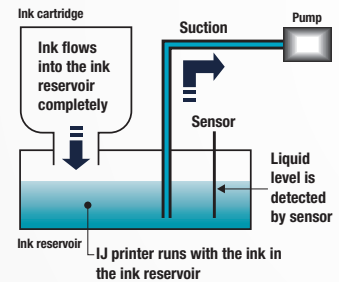 Ink cartridge
Ink flows
into the ink
reservoir
completely
Suction
Pump
Sensor
Liquid
level is
detected
by sensor
Ink reservoir
IJ printer runs with the ink in
the ink reservoir